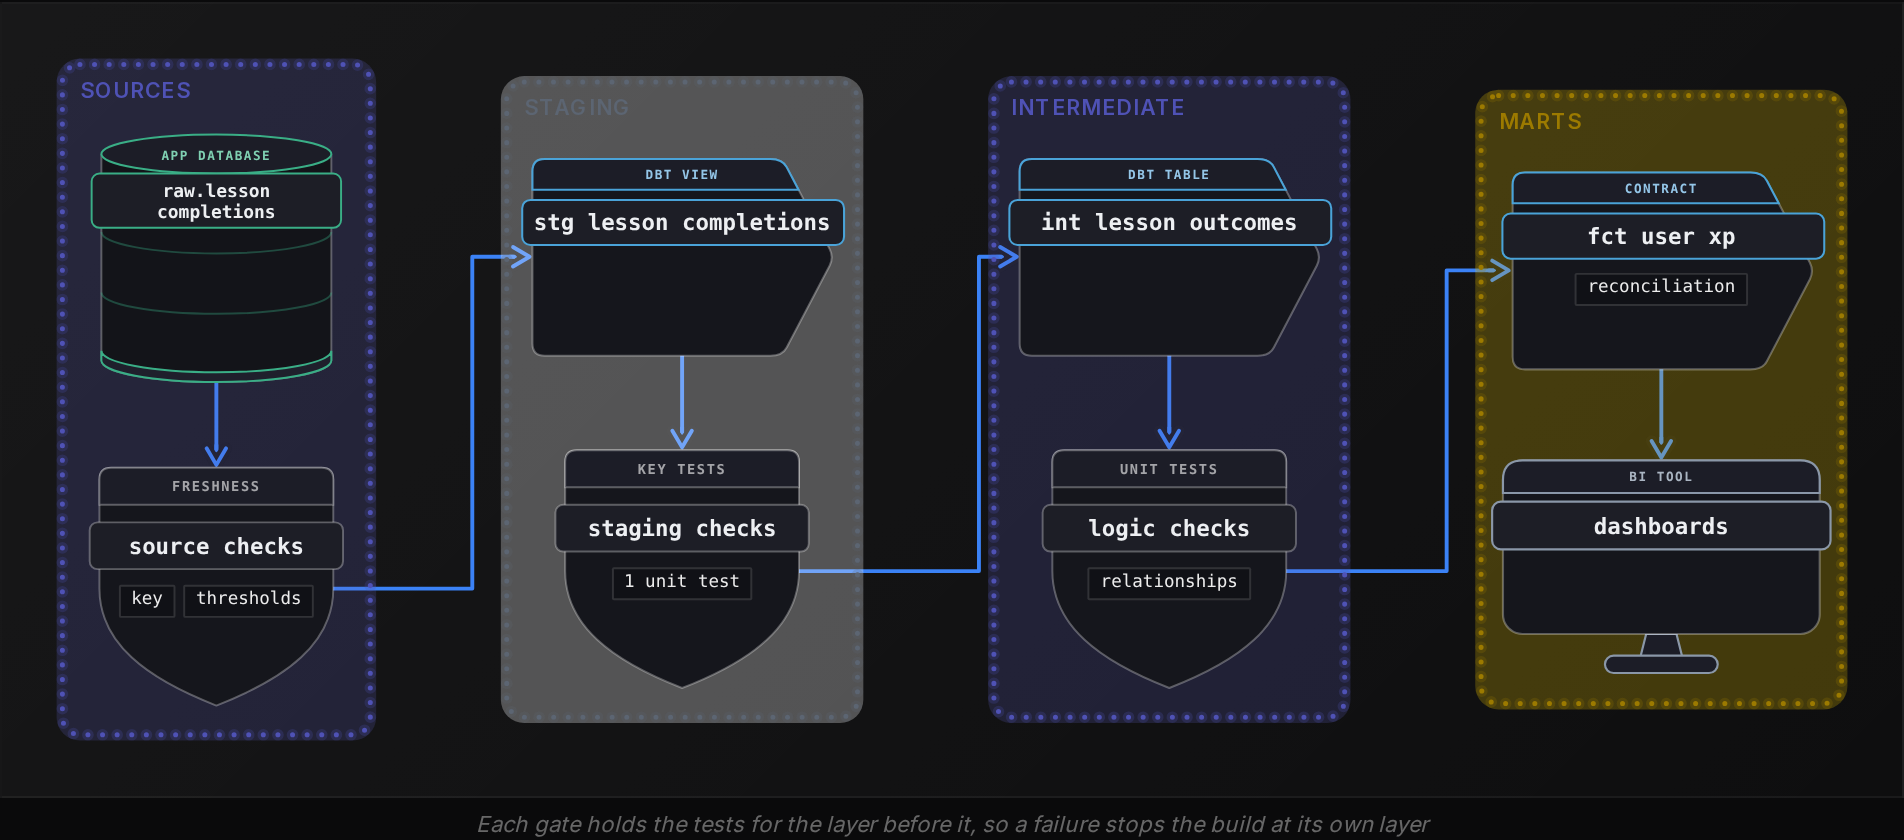 SOURCES
APP DATABASE
raw.lesson
completions
FRESHNESS
source checks
key
thresholds
STAGING
DBT VIEW
stg lesson completions
KEY TESTS
staging checks
1 unit test
INTERMEDIATE
DBT TABLE
int lesson outcomes
UNIT TESTS
logic checks
relationships
MARTS
CONTRACT
fct user xp
reconciliation
BI TOOL
dashboards
Each gate holds the tests for the layer before it, so a failure stops the build at its own layer